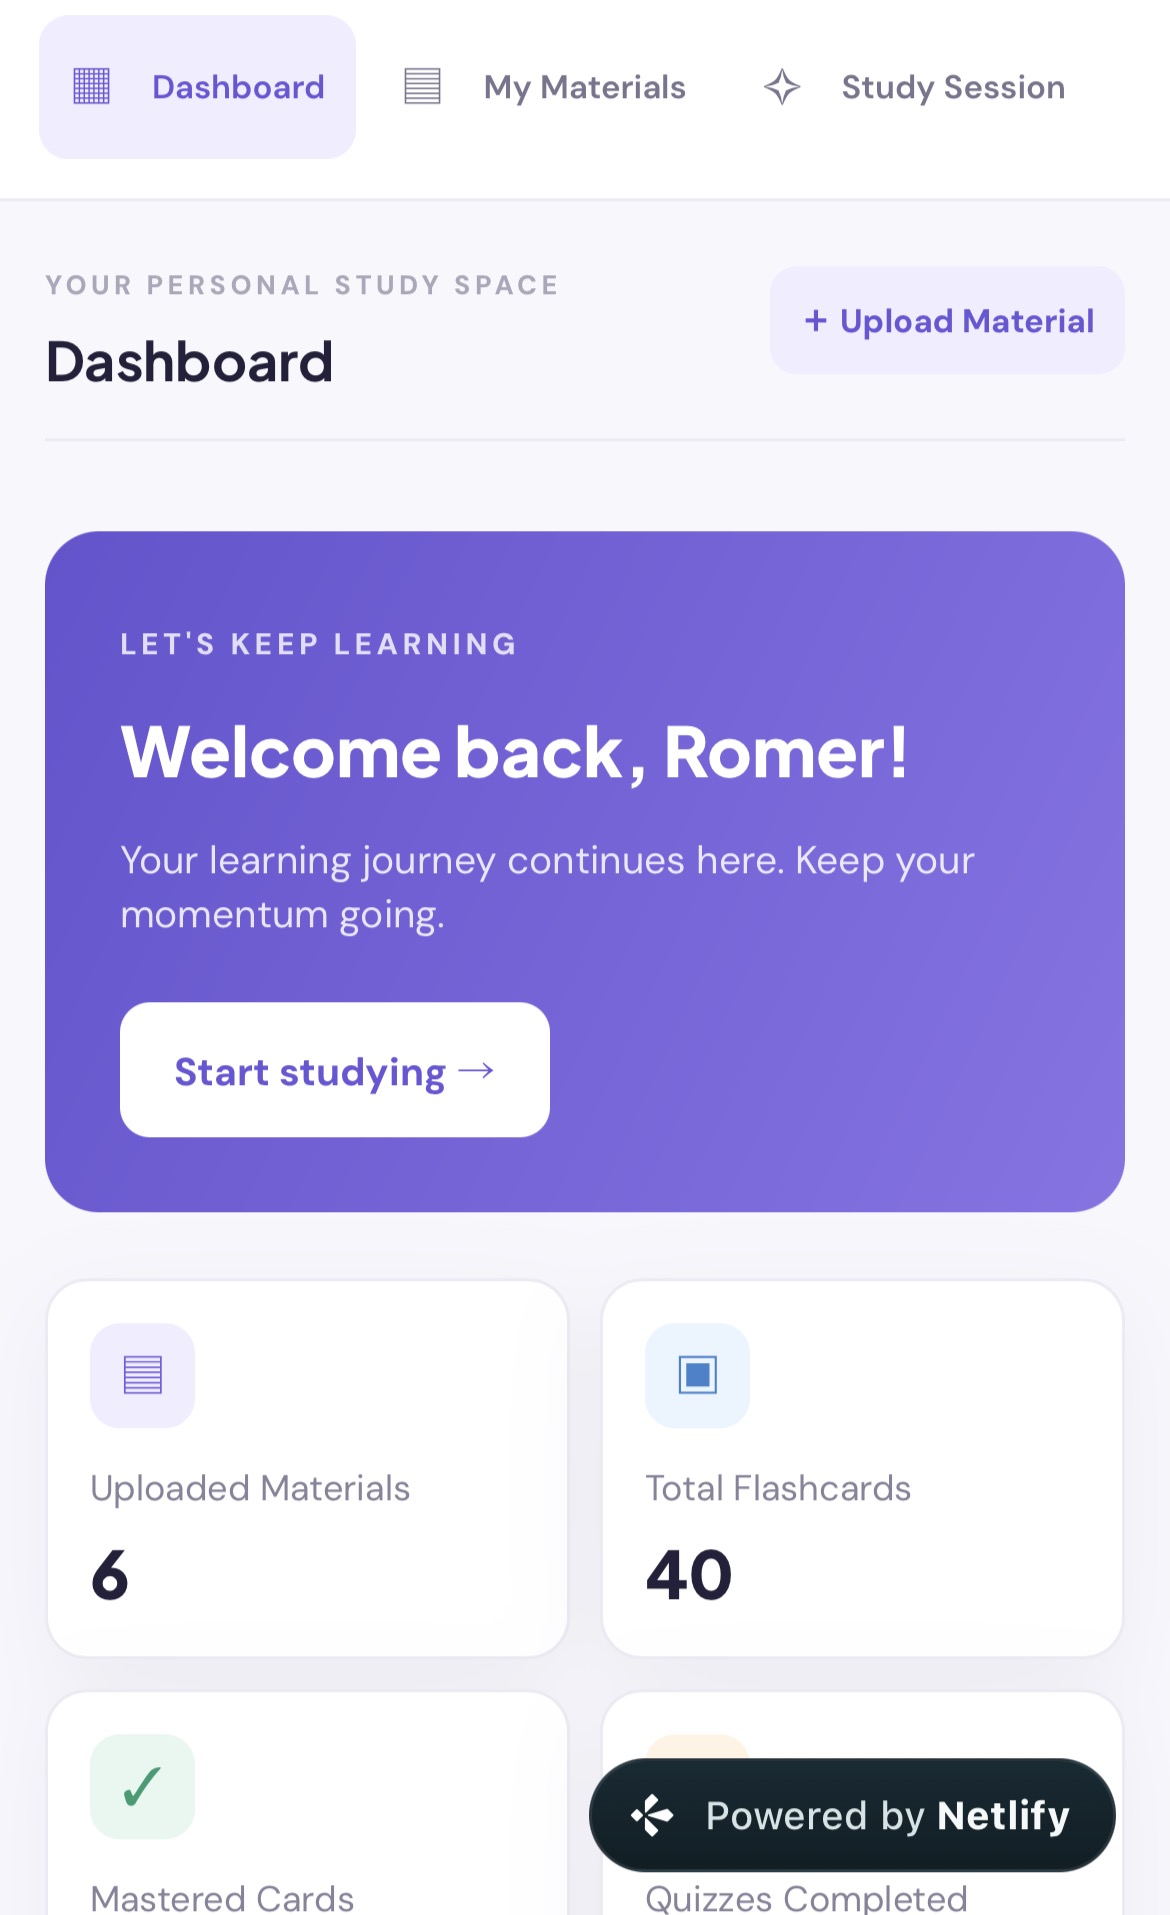 Dashboard
My Materials
Study Session
YOUR PERSONAL STUDY SPACE
Dashboard
+ Upload Material
LET'S KEEP LEARNING
Welcome back, Romer!
Your learning journey continues here. Keep your
momentum going.
Start studying →
Uploaded Materials
6
Total Flashcards
40
Mastered Cards
Quizzes Completed
Powered by Netlify